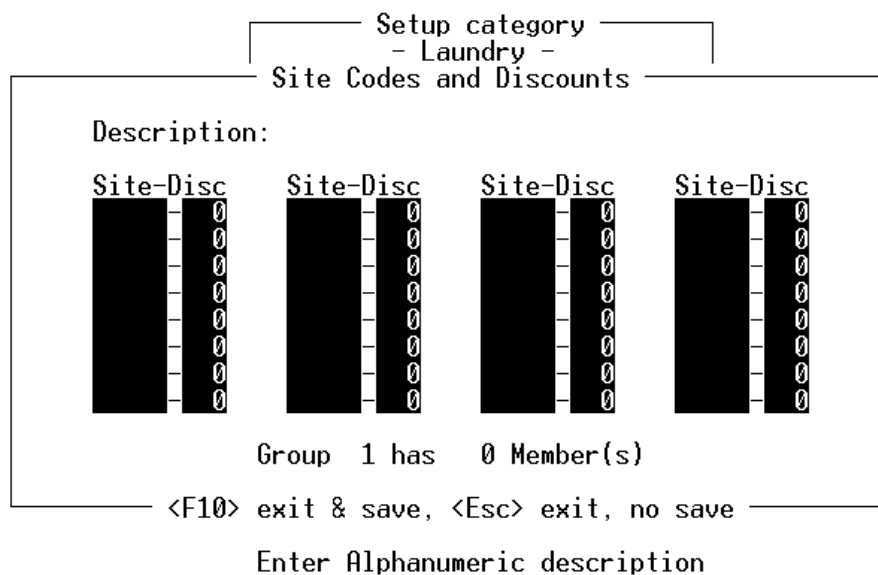 Setup category
- Laundry -
Site Codes and Discounts
Description:
Site-Disc Site-Disc Site-Disc Site-Disc
-0 -0 -0 -0
-0 -0 -0 -0
-0 -0 -0 -0
-0 -0 -0 -0
-0 -0 -0 -0
-0 -0 -0 -0
-0 -0 -0 -0
-0 -0 -0 -0
Group 1 has 0 Member(s)
<F10> exit & save, <Esc> exit, no save
Enter Alphanumeric description